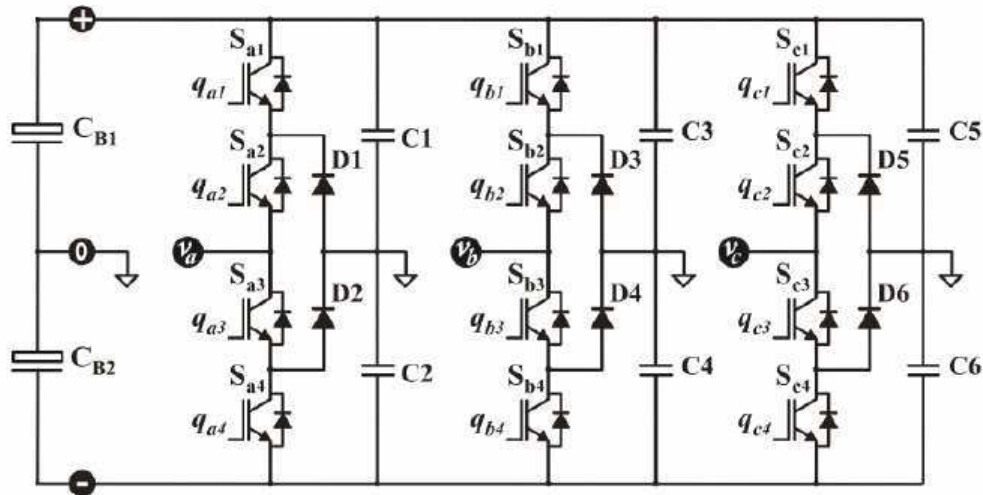 +
S_a1 S_b1 S_c1
q_a1 q_b1 q_c1
C_B1 C1 C3 C5
S_a2 D1 S_b2 D3 S_c2 D5
q_a2 q_b2 q_c2
0 v_a v_b v_c
S_a3 D2 S_b3 D4 S_c3 D6
q_a3 q_b3 q_c3
C_B2 S_a4 C2 S_b4 C4 S_c4 C6
q_a4 q_b4 q_c4
-